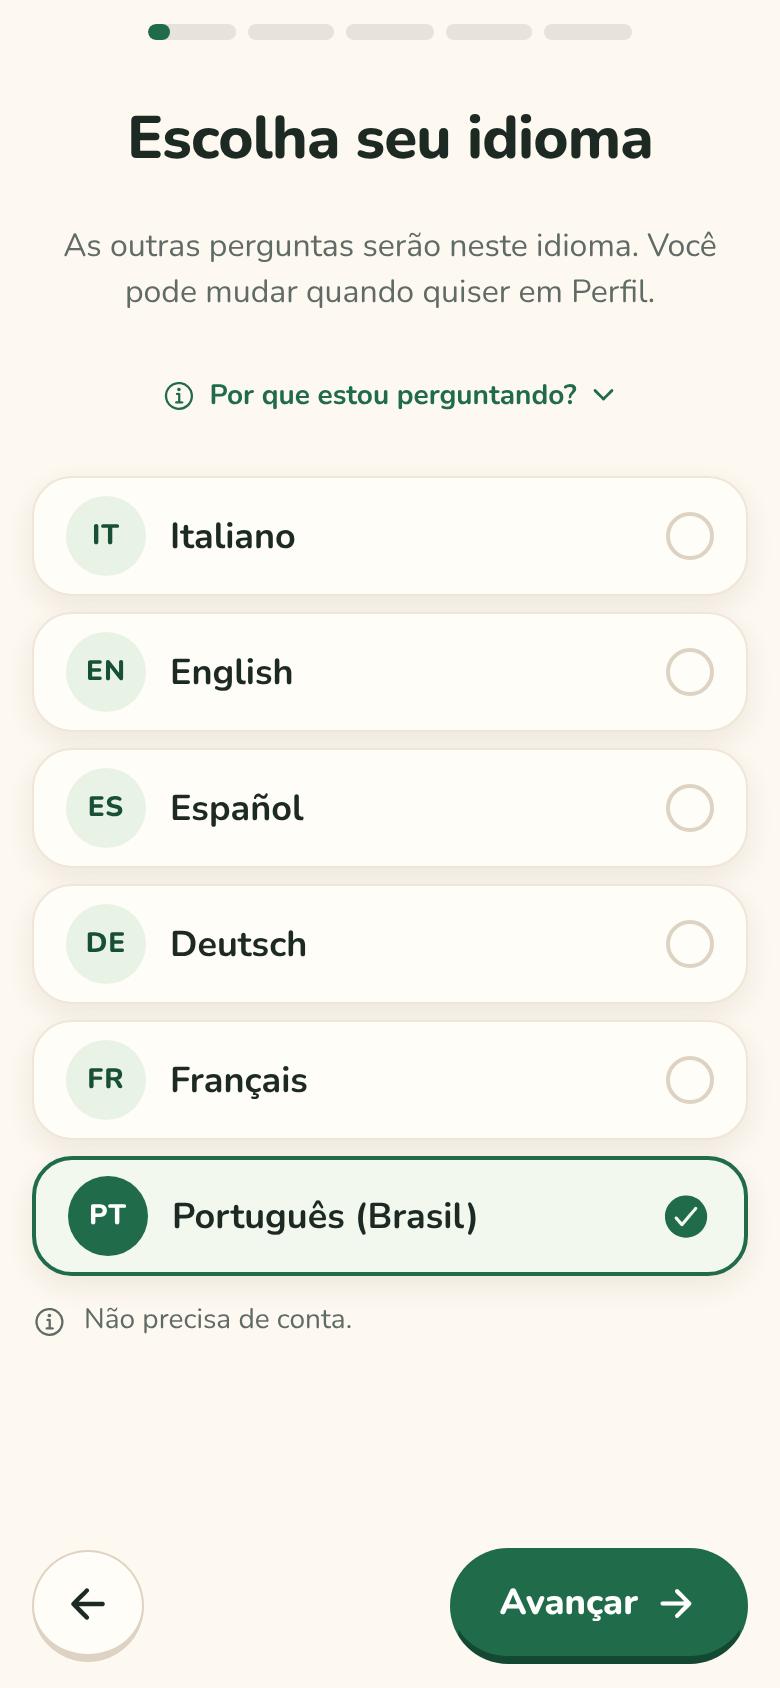 Escolha seu idioma
As outras perguntas serão neste idioma. Você
pode mudar quando quiser em Perfil.
Por que estou perguntando?
IT Italiano
EN English
ES Español
DE Deutsch
FR Français
PT Português (Brasil)
Não precisa de conta.
Avançar